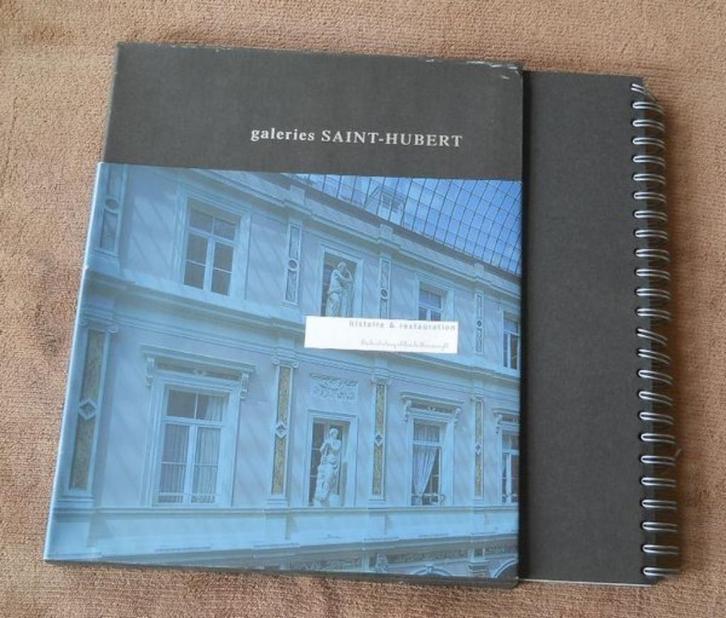 galeries SAINT-HUBERT
histoire & restauration